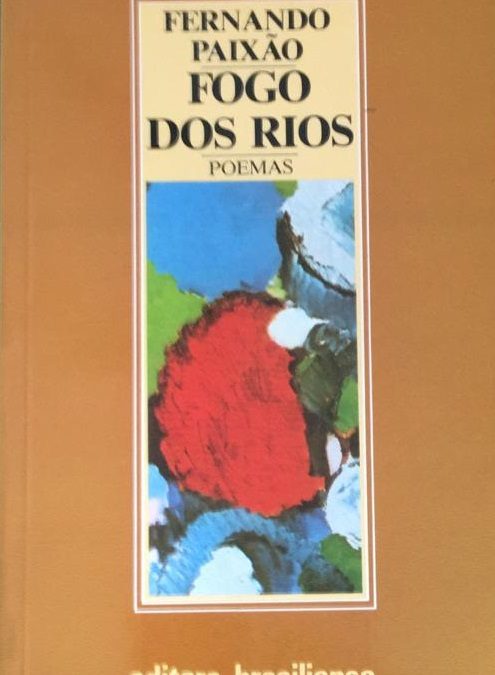 FERNANDO
PAIXÃO
FOGO
DOS RIOS
POEMAS
editora brasiliense